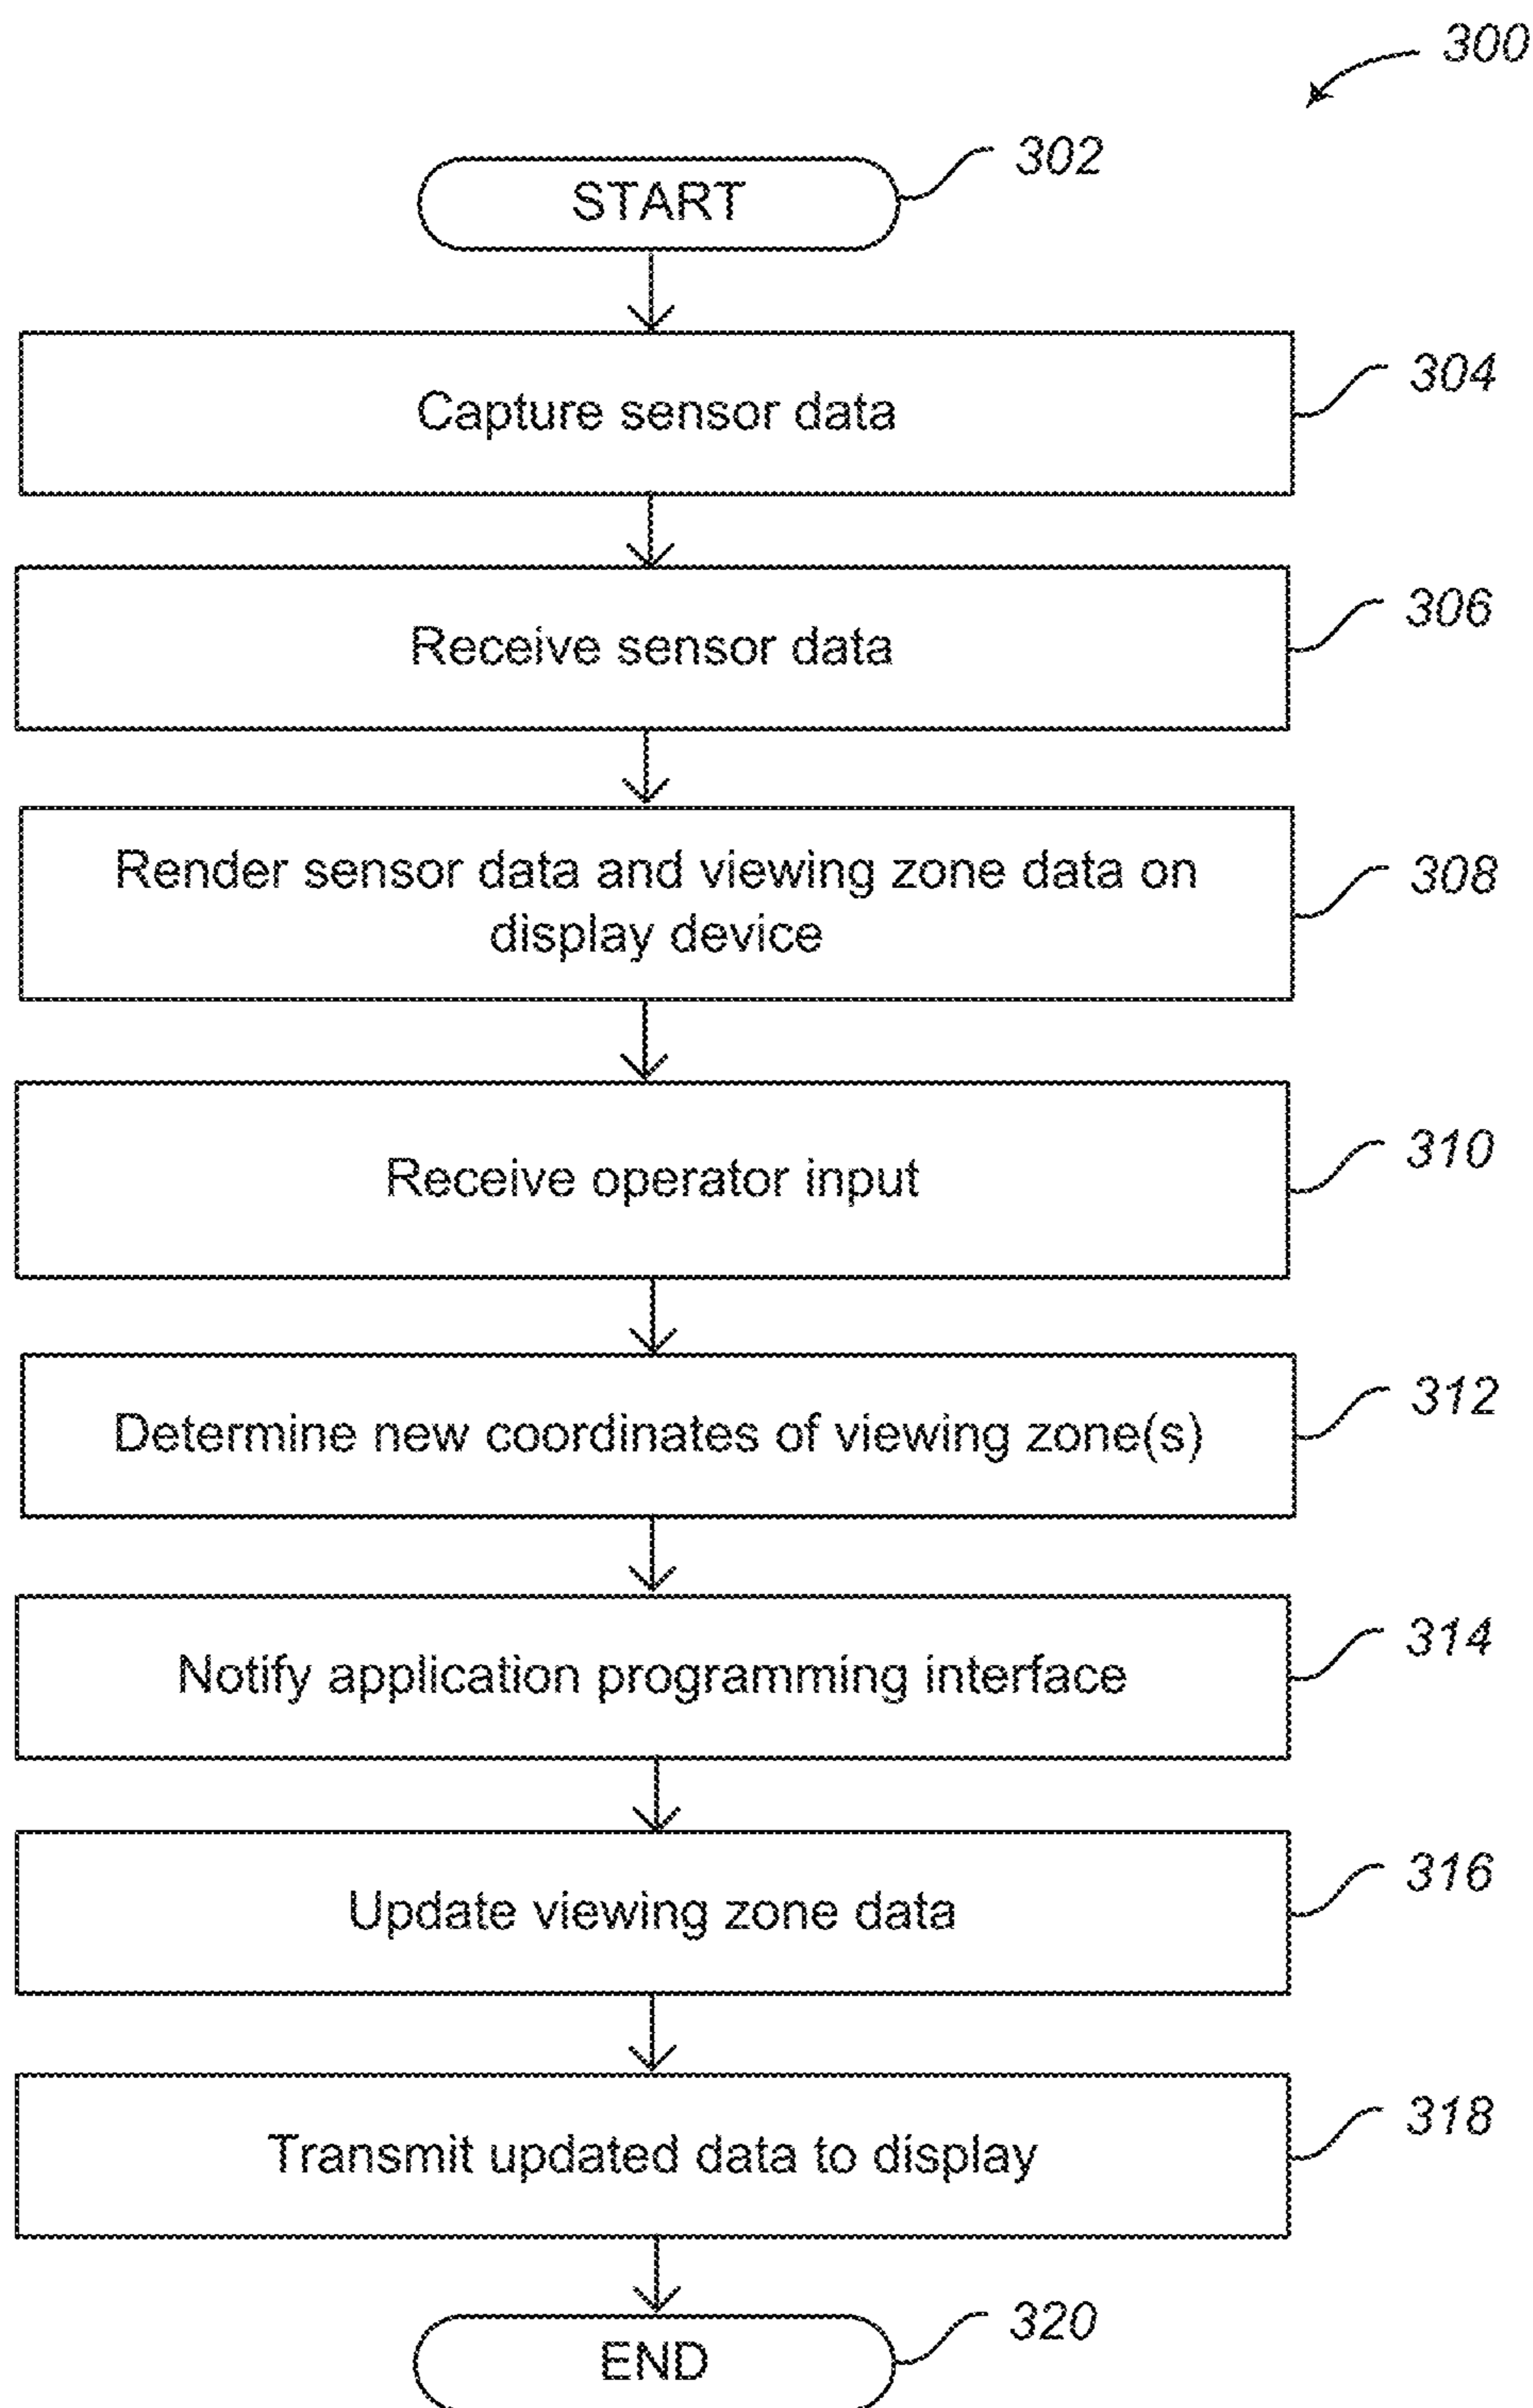 300
START
302
Capture sensor data
304
Receive sensor data
306
Render sensor data and viewing zone data on
display device
308
Receive operator input
310
Determine new coordinates of viewing zone(s)
312
Notify application programming interface
314
Update viewing zone data
316
Transmit updated data to display
318
END
320